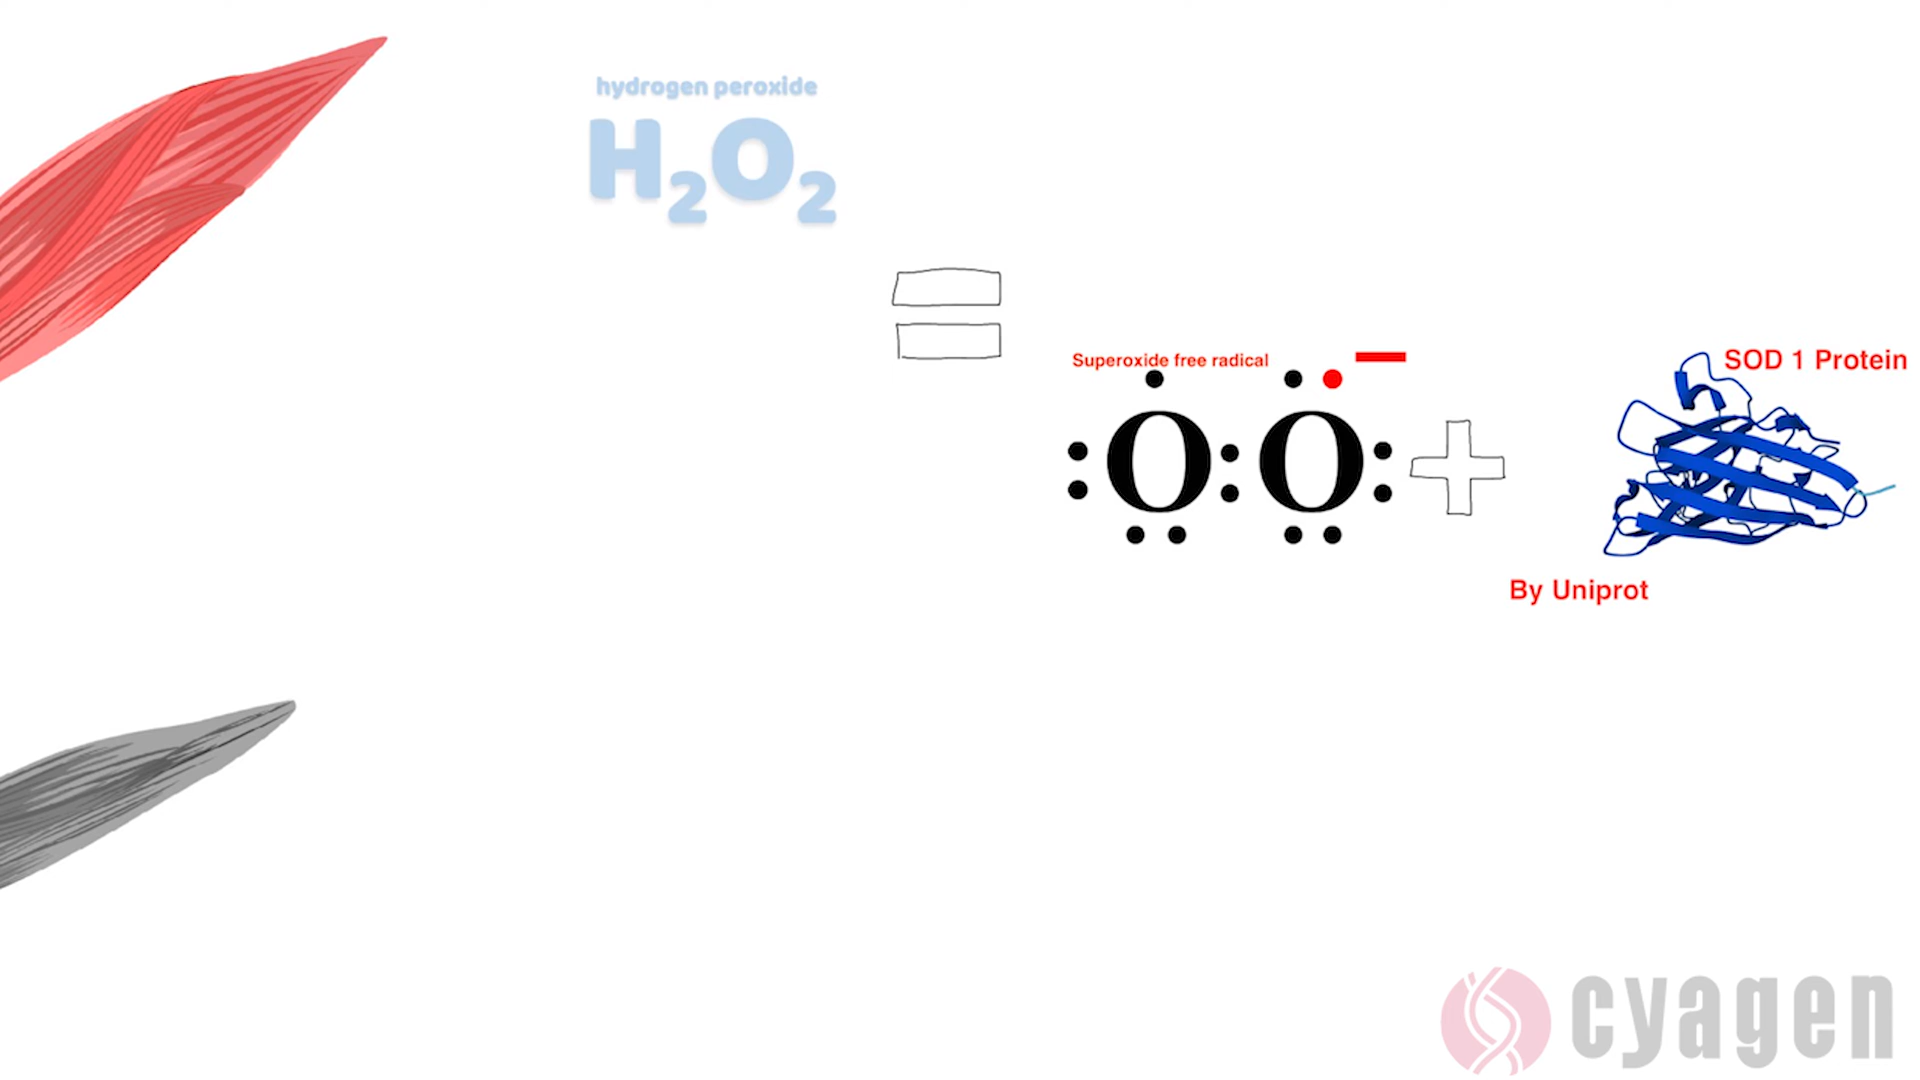 hydrogen peroxide
H₂O₂
Superoxide free radical
O:O
SOD 1 Protein
By Uniprot
cyagen